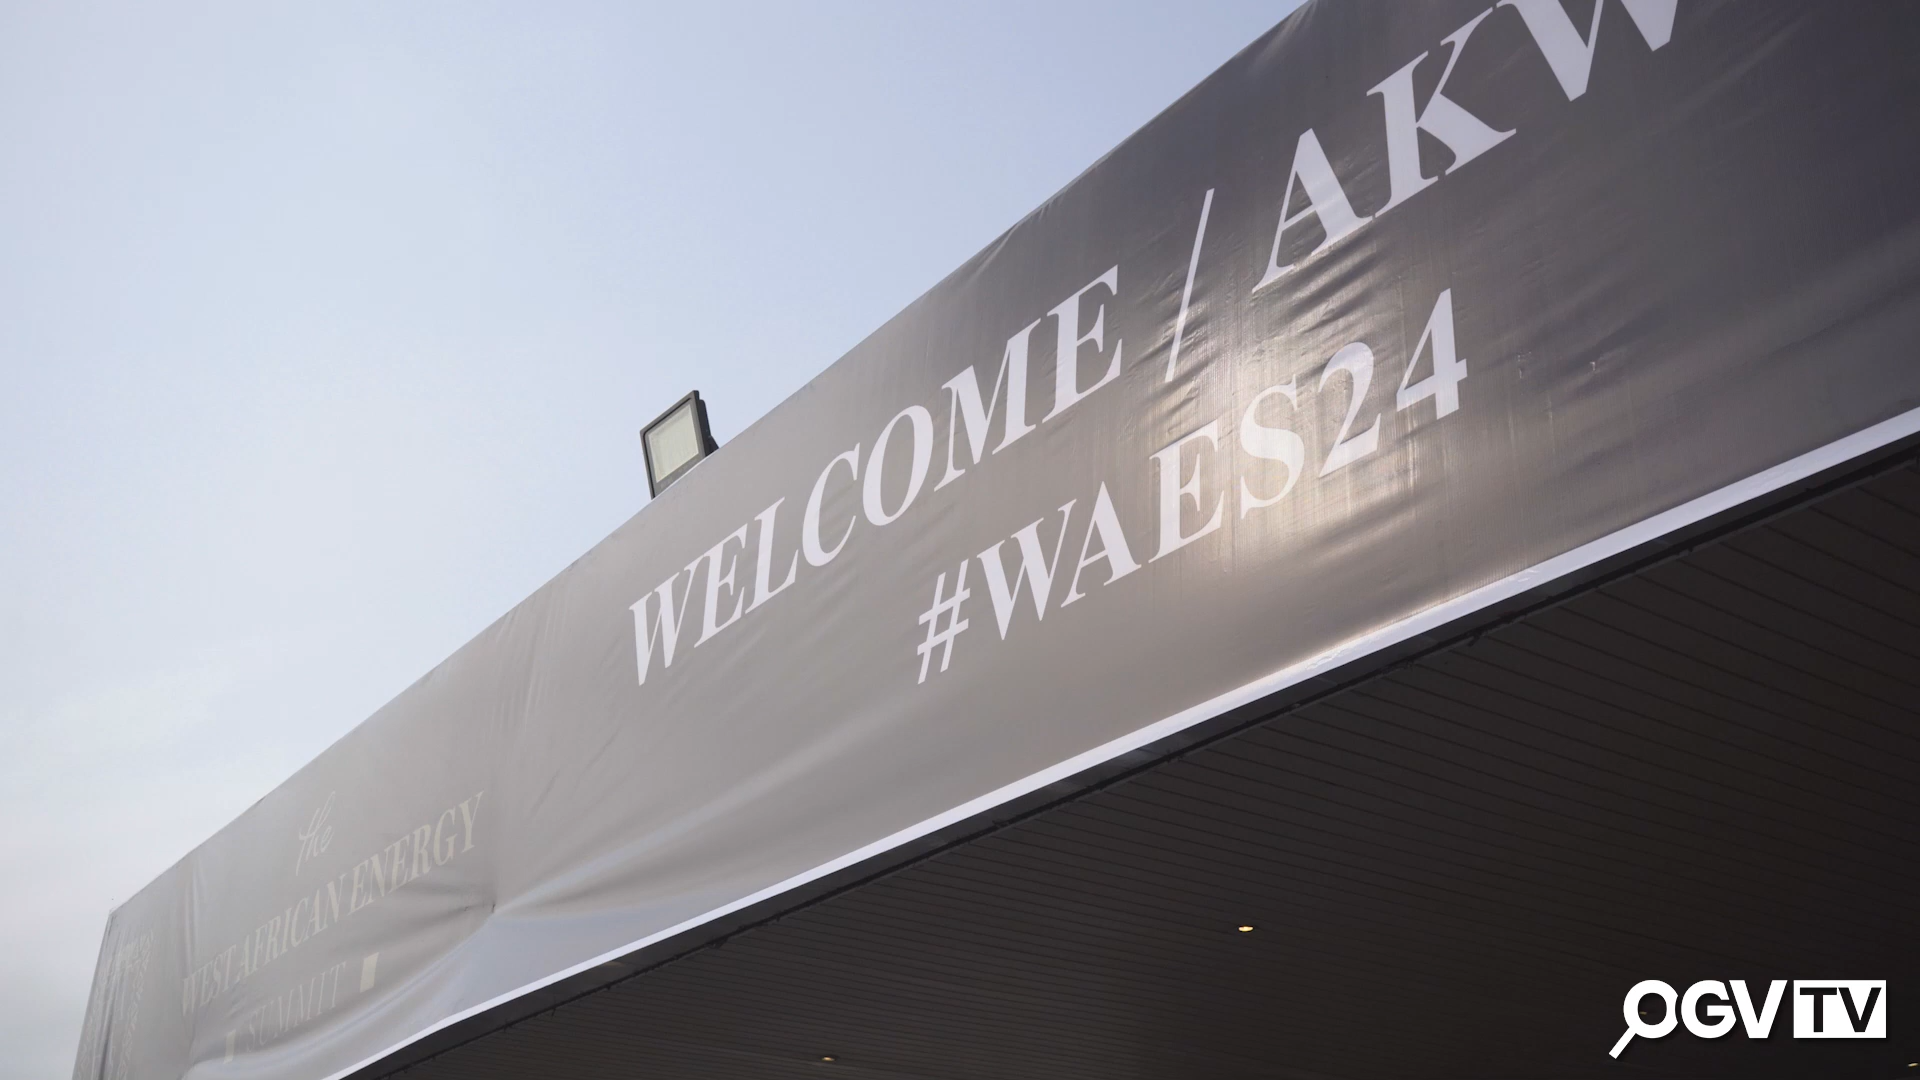 WELCOME / AKW
#WAES24
the
WEST AFRICAN ENERGY
SUMMIT
OGV TV